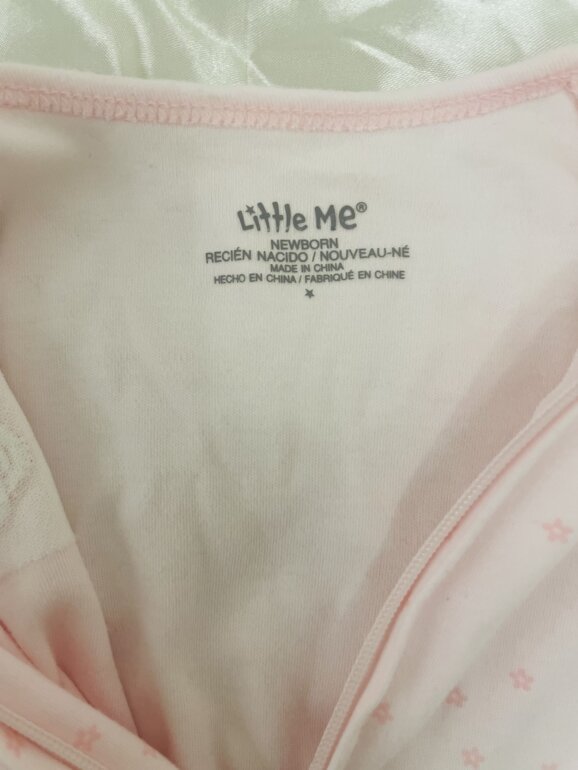 Little Me®
NEWBORN
RECIÉN NACIDO / NOUVEAU-NÉ
MADE IN CHINA
HECHO EN CHINA / FABRIQUÉ EN CHINE